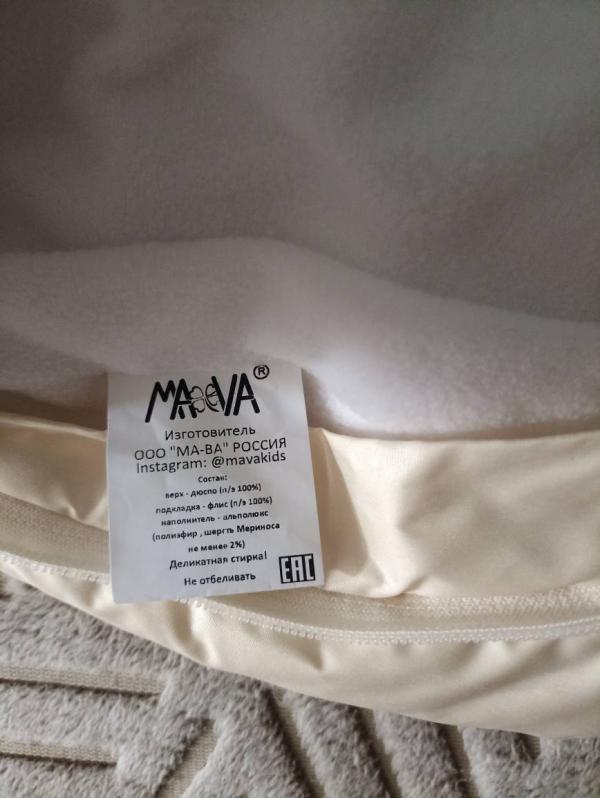 MAVA®
Изготовитель
ООО "МА-ВА" РОССИЯ
Instagram: @mavakids
Состав:
верх - дюспо (п/э 100%)
подкладка - флис (п/э 100%)
наполнитель - альполюкс
(полиэфир , шерсть Мериноса
не менее 2%)
Деликатная стирка!
Не отбеливать
ЕАС